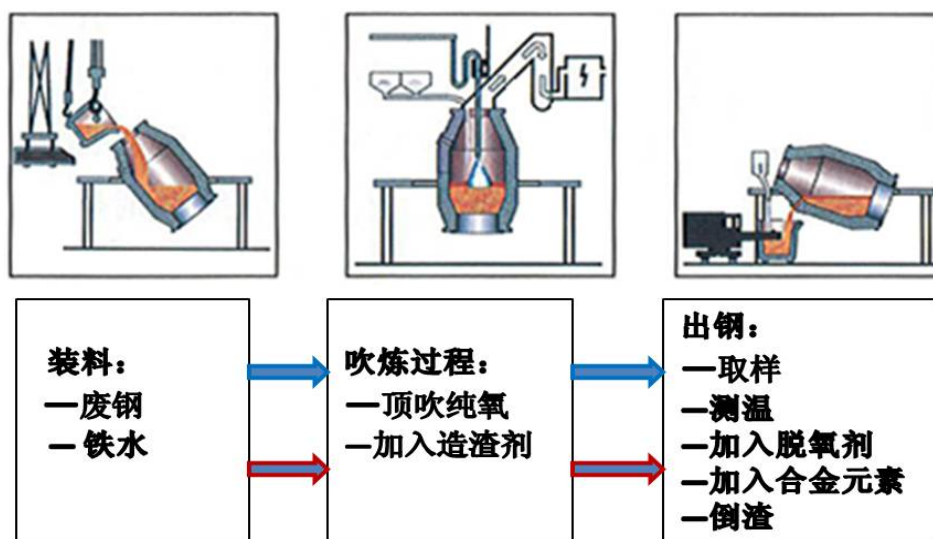 装料：
—废钢
—铁水
吹炼过程：
—顶吹纯氧
—加入造渣剂
出钢：
—取样
—测温
—加入脱氧剂
—加入合金元素
—倒渣